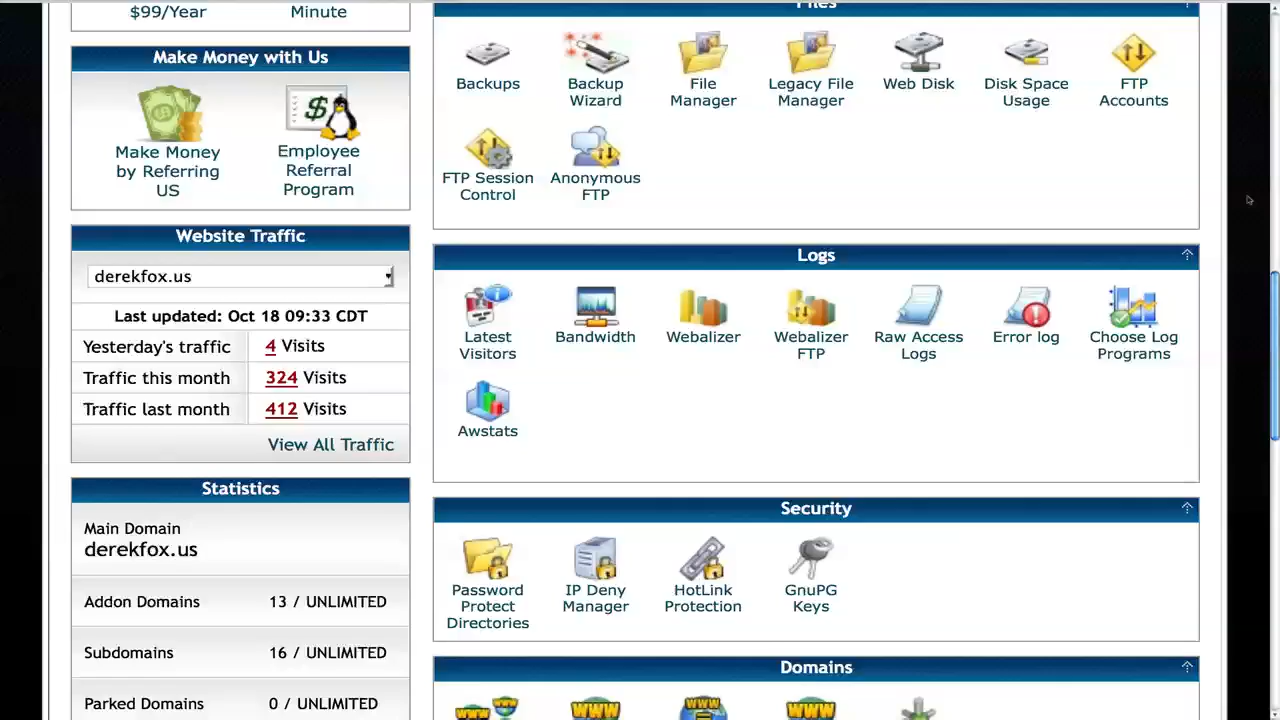 $99/Year
Minute
Make Money with Us
Make Money
by Referring
US
Employee
Referral
Program
Website Traffic
derekfox.us
Last updated: Oct 18 09:33 CDT
Yesterday's traffic 4 Visits
Traffic this month 324 Visits
Traffic last month 412 Visits
View All Traffic
Statistics
Main Domain
derekfox.us
Addon Domains 13 / UNLIMITED
Subdomains 16 / UNLIMITED
Parked Domains 0 / UNLIMITED
Files
Backups
Backup
Wizard
File
Manager
Legacy File
Manager
Web Disk
Disk Space
Usage
FTP
Accounts
FTP Session
Control
Anonymous
FTP
Logs
Latest
Visitors
Bandwidth
Webalizer
Webalizer
FTP
Raw Access
Logs
Error log
Choose Log
Programs
Awstats
Security
Password
Protect
Directories
IP Deny
Manager
HotLink
Protection
GnuPG
Keys
Domains
WWW
WWW
WWW